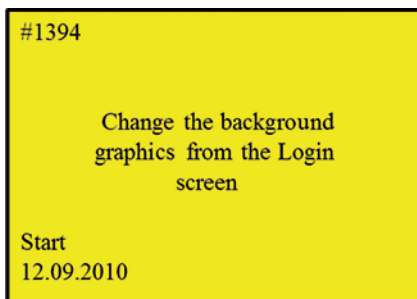 #1394
Change the background
graphics from the Login
screen
Start
12.09.2010